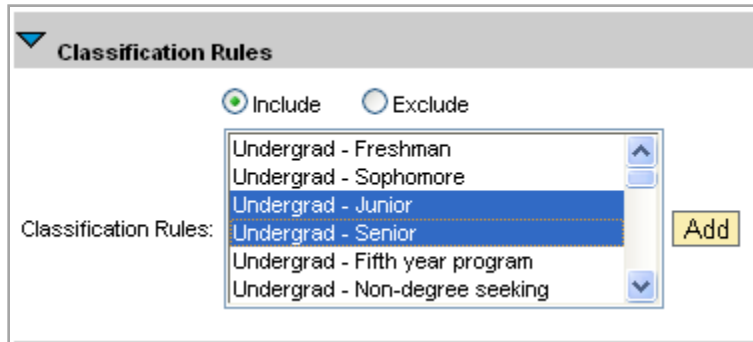 Classification Rules
Include Exclude
Undergrad - Freshman
Undergrad - Sophomore
Undergrad - Junior
Classification Rules: Undergrad - Senior Add
Undergrad - Fifth year program
Undergrad - Non-degree seeking